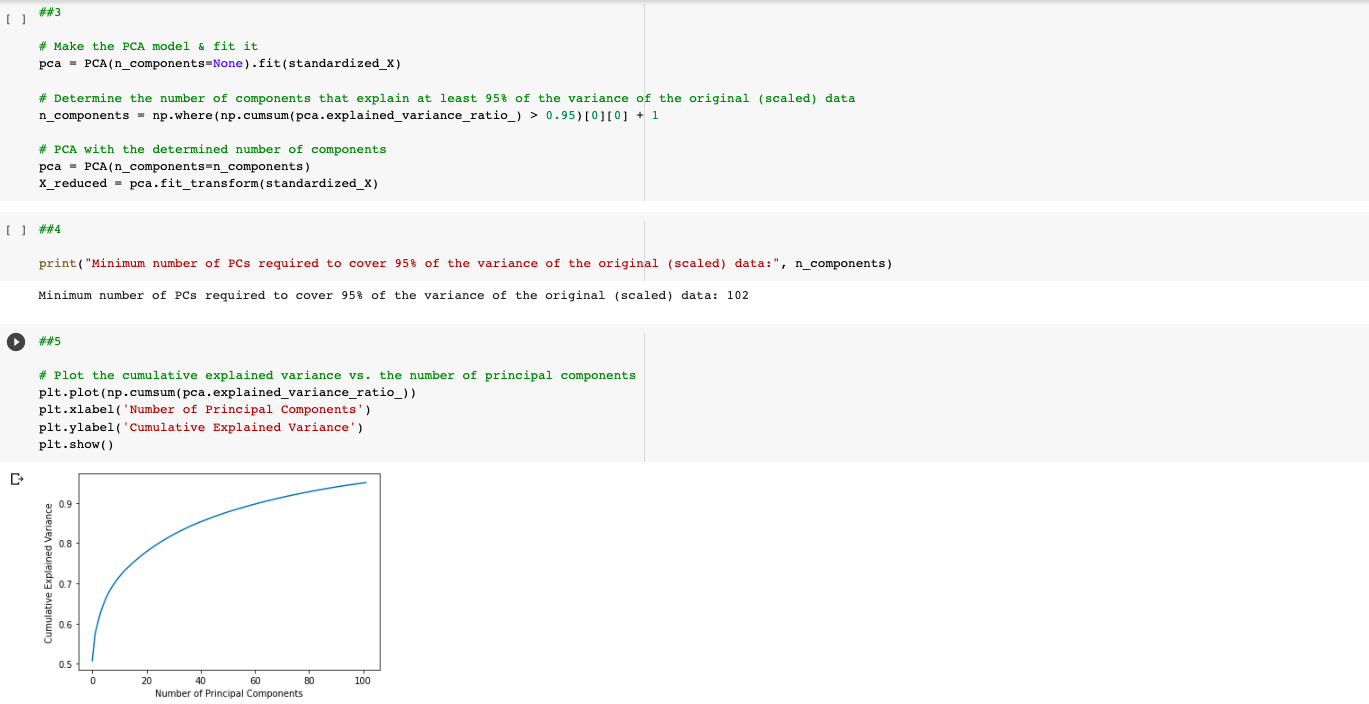 [ ] ##3
# Make the PCA model & fit it
pca = PCA(n_components=None).fit(standardized_X)
# Determine the number of components that explain at least 95% of the variance of the original (scaled) data
n_components = np.where(np.cumsum(pca.explained_variance_ratio_) > 0.95)[0][0] + 1
# PCA with the determined number of components
pca = PCA(n_components=n_components)
X_reduced = pca.fit_transform(standardized_X)
[ ] ##4
print("Minimum number of PCs required to cover 95% of the variance of the original (scaled) data:", n_components)
Minimum number of PCs required to cover 95% of the variance of the original (scaled) data: 102
##5
# Plot the cumulative explained variance vs. the number of principal components
plt.plot(np.cumsum(pca.explained_variance_ratio_))
plt.xlabel('Number of Principal Components')
plt.ylabel('Cumulative Explained Variance')
plt.show()
Cumulative Explained Variance
0.9
0.8
0.7
0.6
0.5
0 20 40 60 80 100
Number of Principal Components